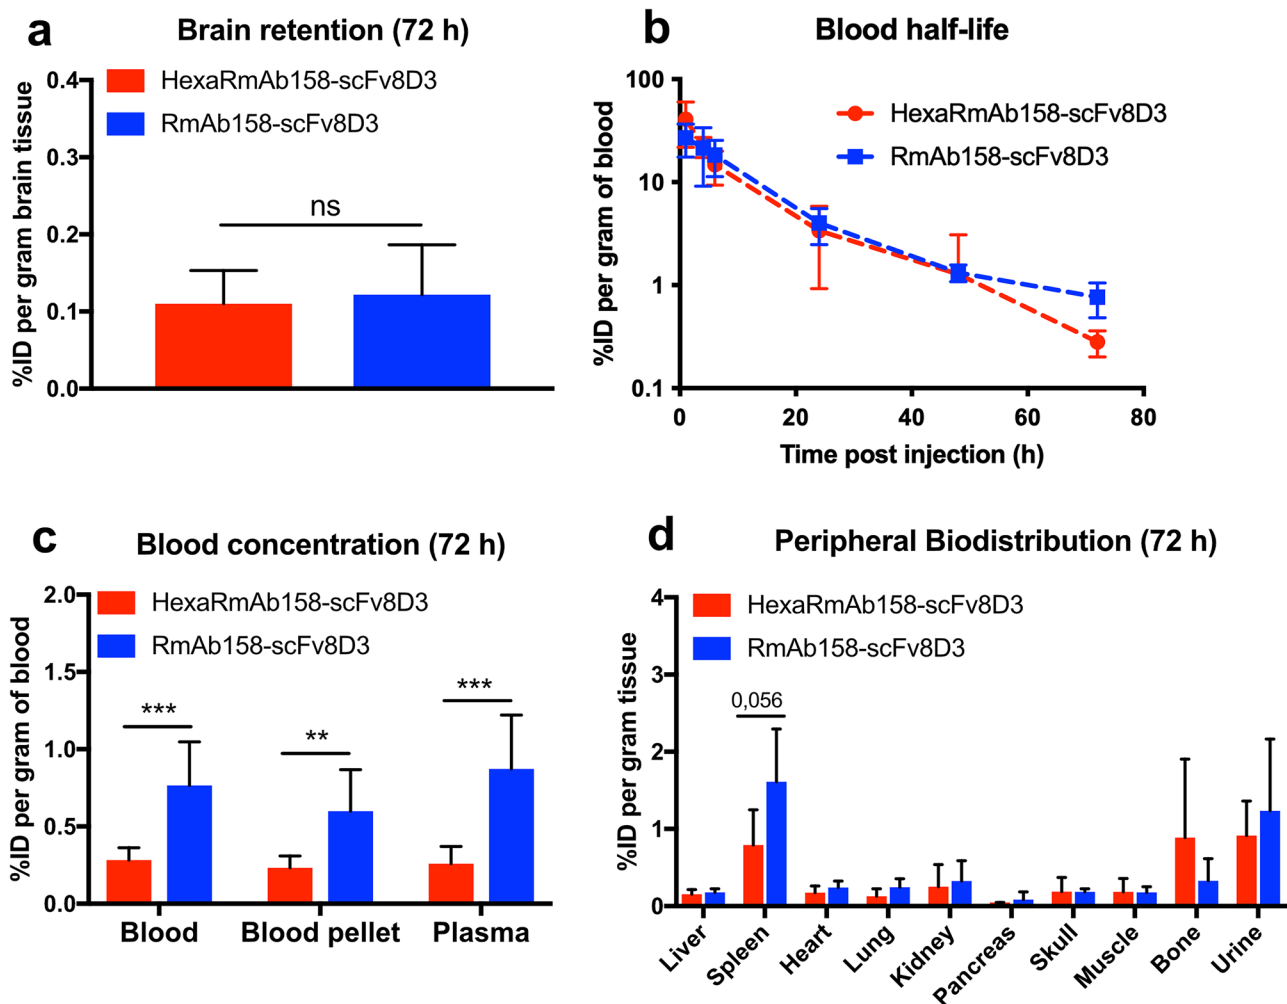 a
Brain retention (72 h)
HexaRmAb158-scFv8D3
RmAb158-scFv8D3
%ID per gram brain tissue
0.4
0.3
0.2
0.1
0.0
ns
b
Blood half-life
HexaRmAb158-scFv8D3
RmAb158-scFv8D3
%ID per gram of blood
100
10
1
0.1
0 20 40 60 80
Time post injection (h)
c
Blood concentration (72 h)
HexaRmAb158-scFv8D3
RmAb158-scFv8D3
%ID per gram of blood
2.0
1.5
1.0
0.5
0.0
***
**
***
Blood Blood pellet Plasma
d
Peripheral Biodistribution (72 h)
HexaRmAb158-scFv8D3
RmAb158-scFv8D3
%ID per gram tissue
4
3
2
1
0
0,056
Liver
Spleen
Heart
Lung
Kidney
Pancreas
Skull
Muscle
Bone
Urine